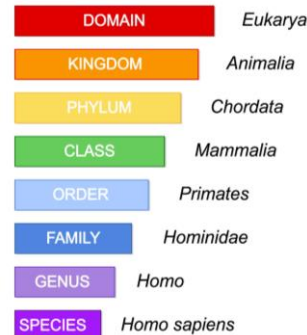 DOMAIN Eukarya
KINGDOM Animalia
PHYLUM Chordata
CLASS Mammalia
ORDER Primates
FAMILY Hominidae
GENUS Homo
SPECIES Homo sapiens